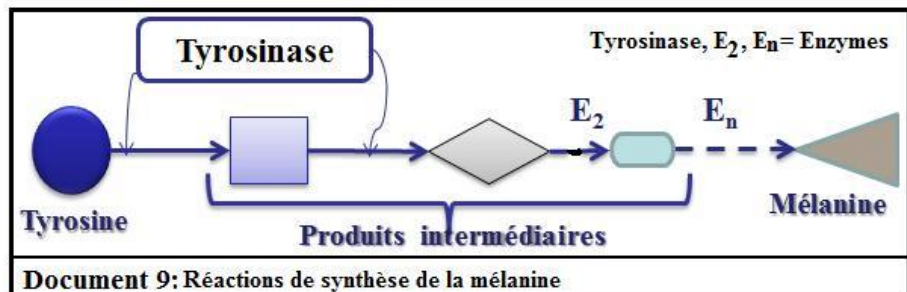 Tyrosinase
Tyrosinase, E2, En= Enzymes
E2
En
Tyrosine
Mélanine
Produits intermédiaires
Document 9: Réactions de synthèse de la mélanine